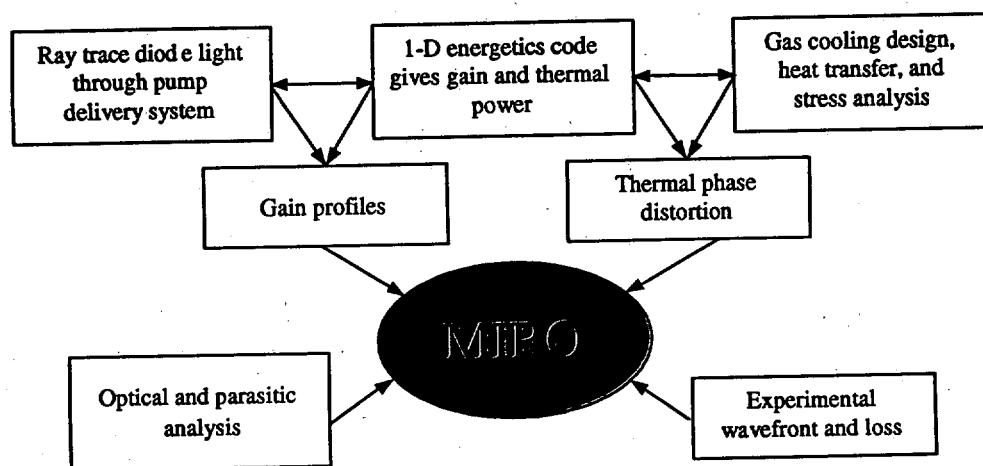 Ray trace diode light
through pump
delivery system
1-D energetics code
gives gain and thermal
power
Gas cooling design,
heat transfer, and
stress analysis
Gain profiles
Thermal phase
distortion
MIRO
Optical and parasitic
analysis
Experimental
wavefront and loss